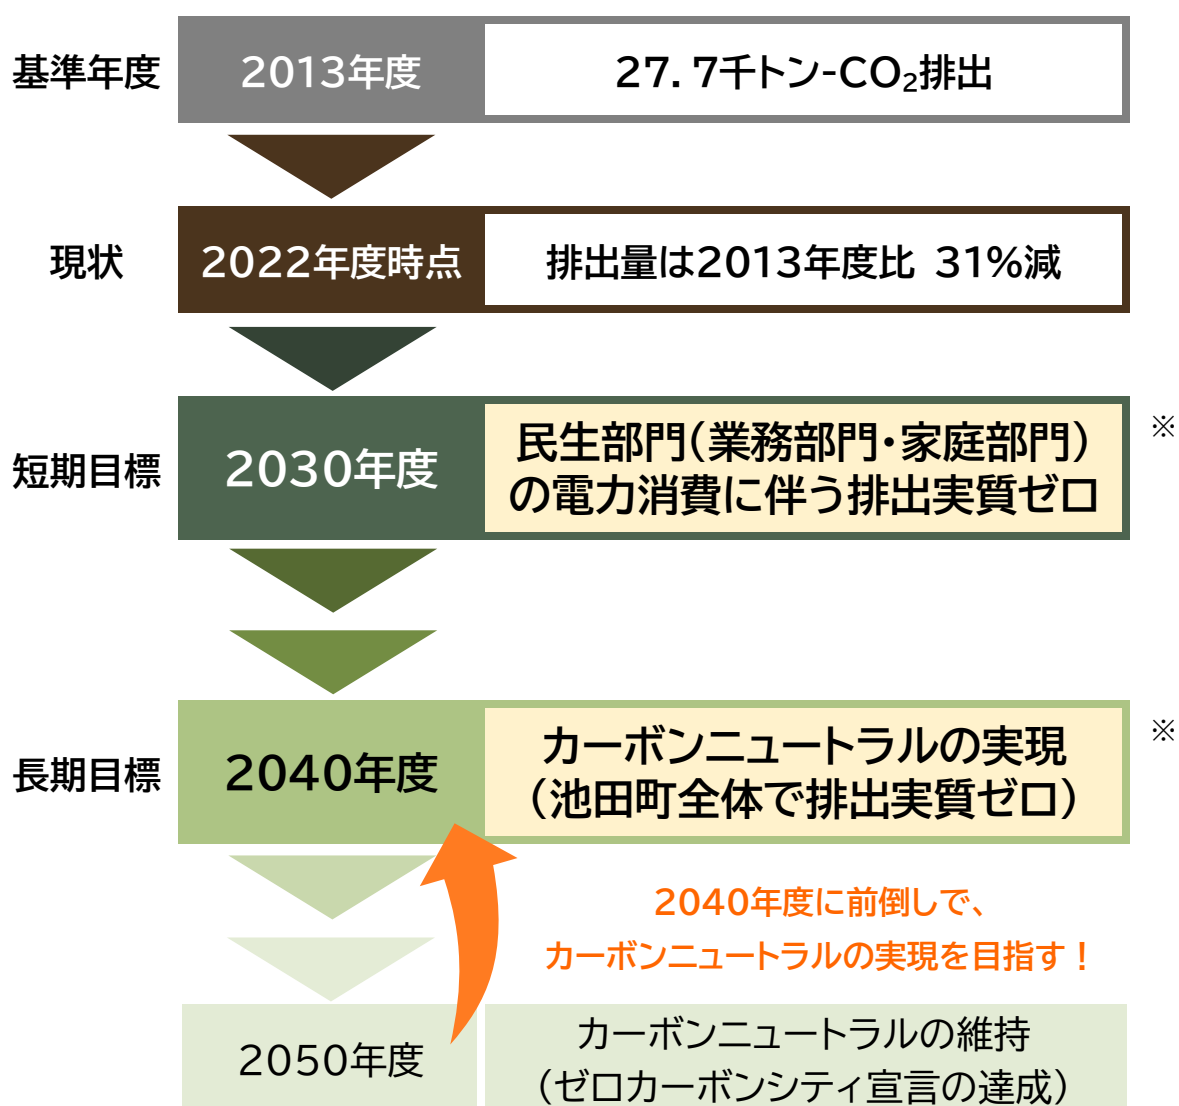 基準年度
2013年度
27.7千トン-CO₂排出
現状
2022年度時点
排出量は2013年度比 31%減
短期目標
2030年度
民生部門(業務部門・家庭部門)
の電力消費に伴う排出実質ゼロ
※
長期目標
2040年度
カーボンニュートラルの実現
(池田町全体で排出実質ゼロ)
※
2040年度に前倒しで、
カーボンニュートラルの実現を目指す！
2050年度
カーボンニュートラルの維持
(ゼロカーボンシティ宣言の達成)